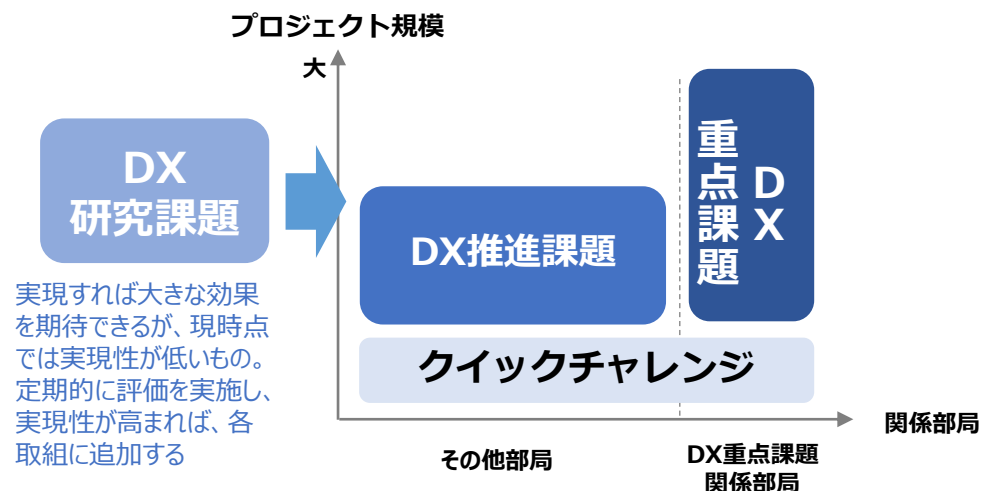 プロジェクト規模
大
DX
研究課題
実現すれば大きな効果
を期待できるが、現時点
では実現性が低いもの。
定期的に評価を実施し、
実現性が高まれば、各
取組に追加する
DX推進課題
DX
重点課題
クイックチャレンジ
関係部局
その他部局
DX重点課題
関係部局